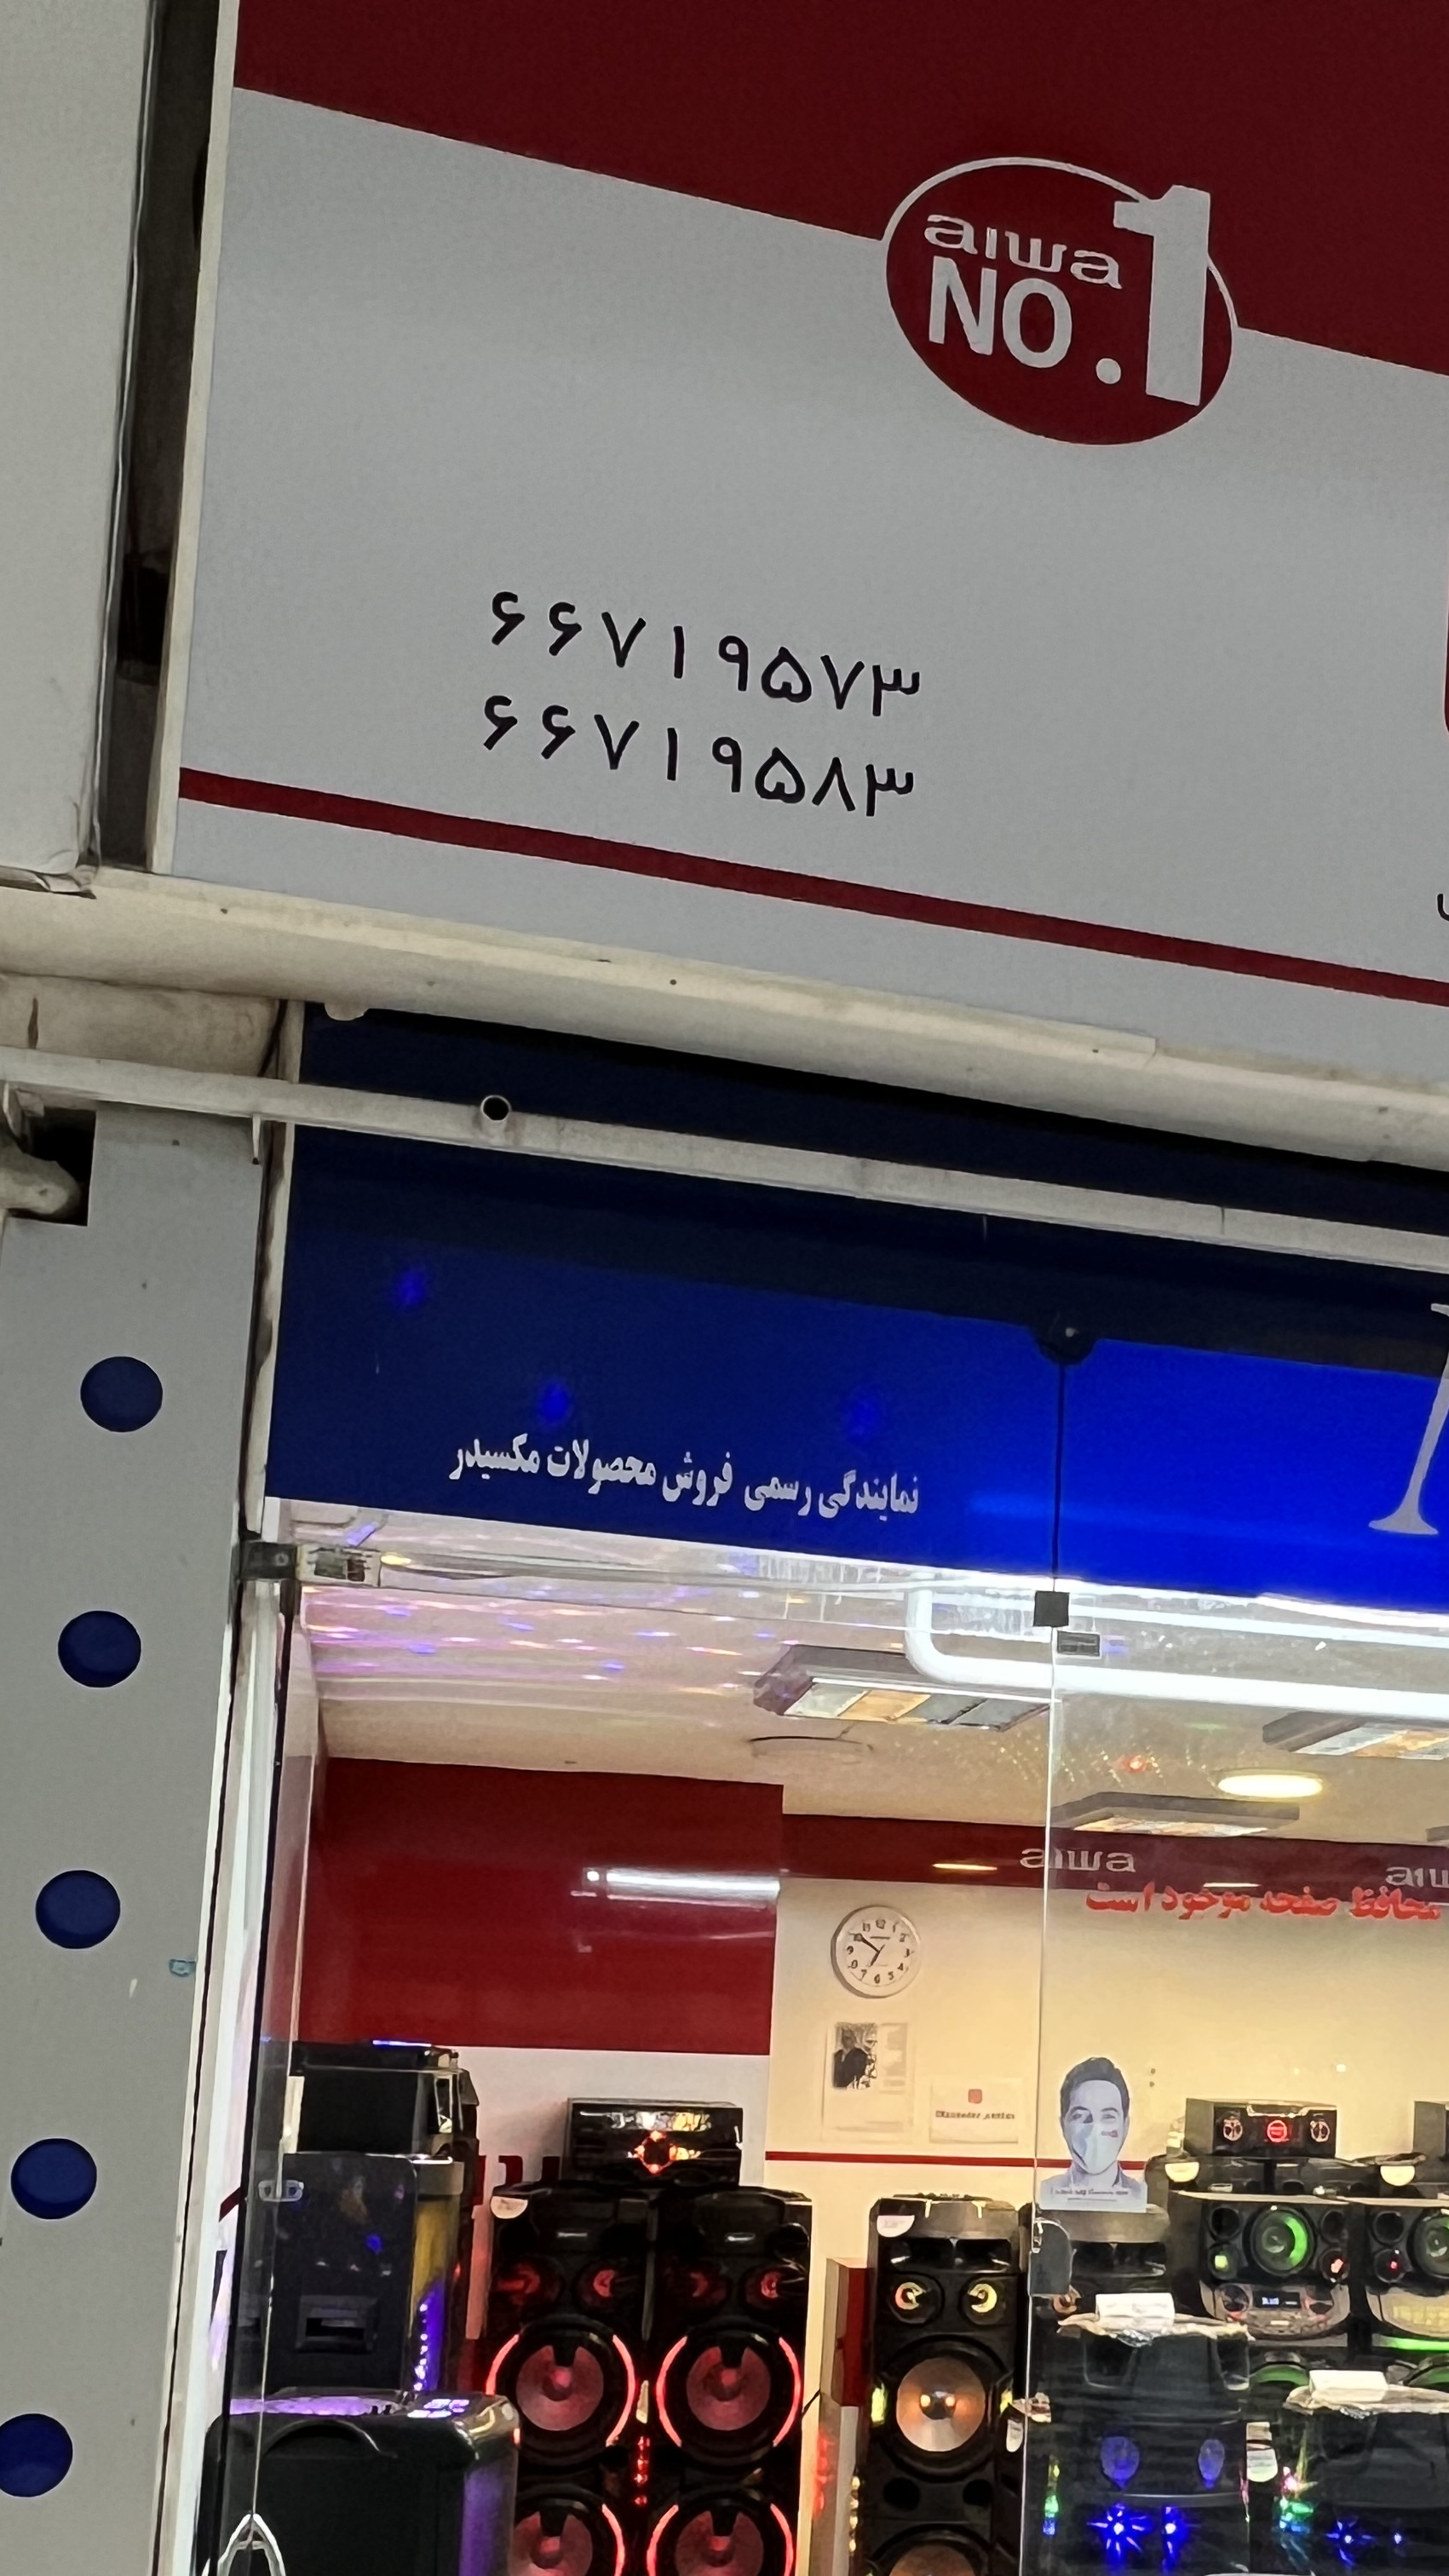 aiwa
NO.1
۶۶۷۱۹۵۷۳
۶۶۷۱۹۵۸۳
نمایندگی رسمی فروش محصولات مکسیدر
aiwa
محافظ صفحه موجود است